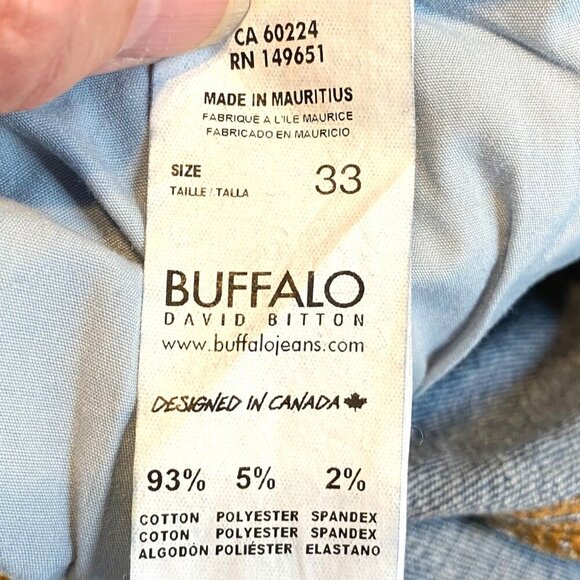 CA 60224
RN 149651
MADE IN MAURITIUS
FABRIQUE A L'ILE MAURICE
FABRICADO EN MAURICIO
SIZE 33
TAILLE / TALLA
BUFFALO
DAVID BITTON
www.buffalojeans.com
DESIGNED IN CANADA
93% 5% 2%
COTTON POLYESTER SPANDEX
COTON POLYESTER SPANDEX
ALGODÓN POLIÉSTER ELASTANO